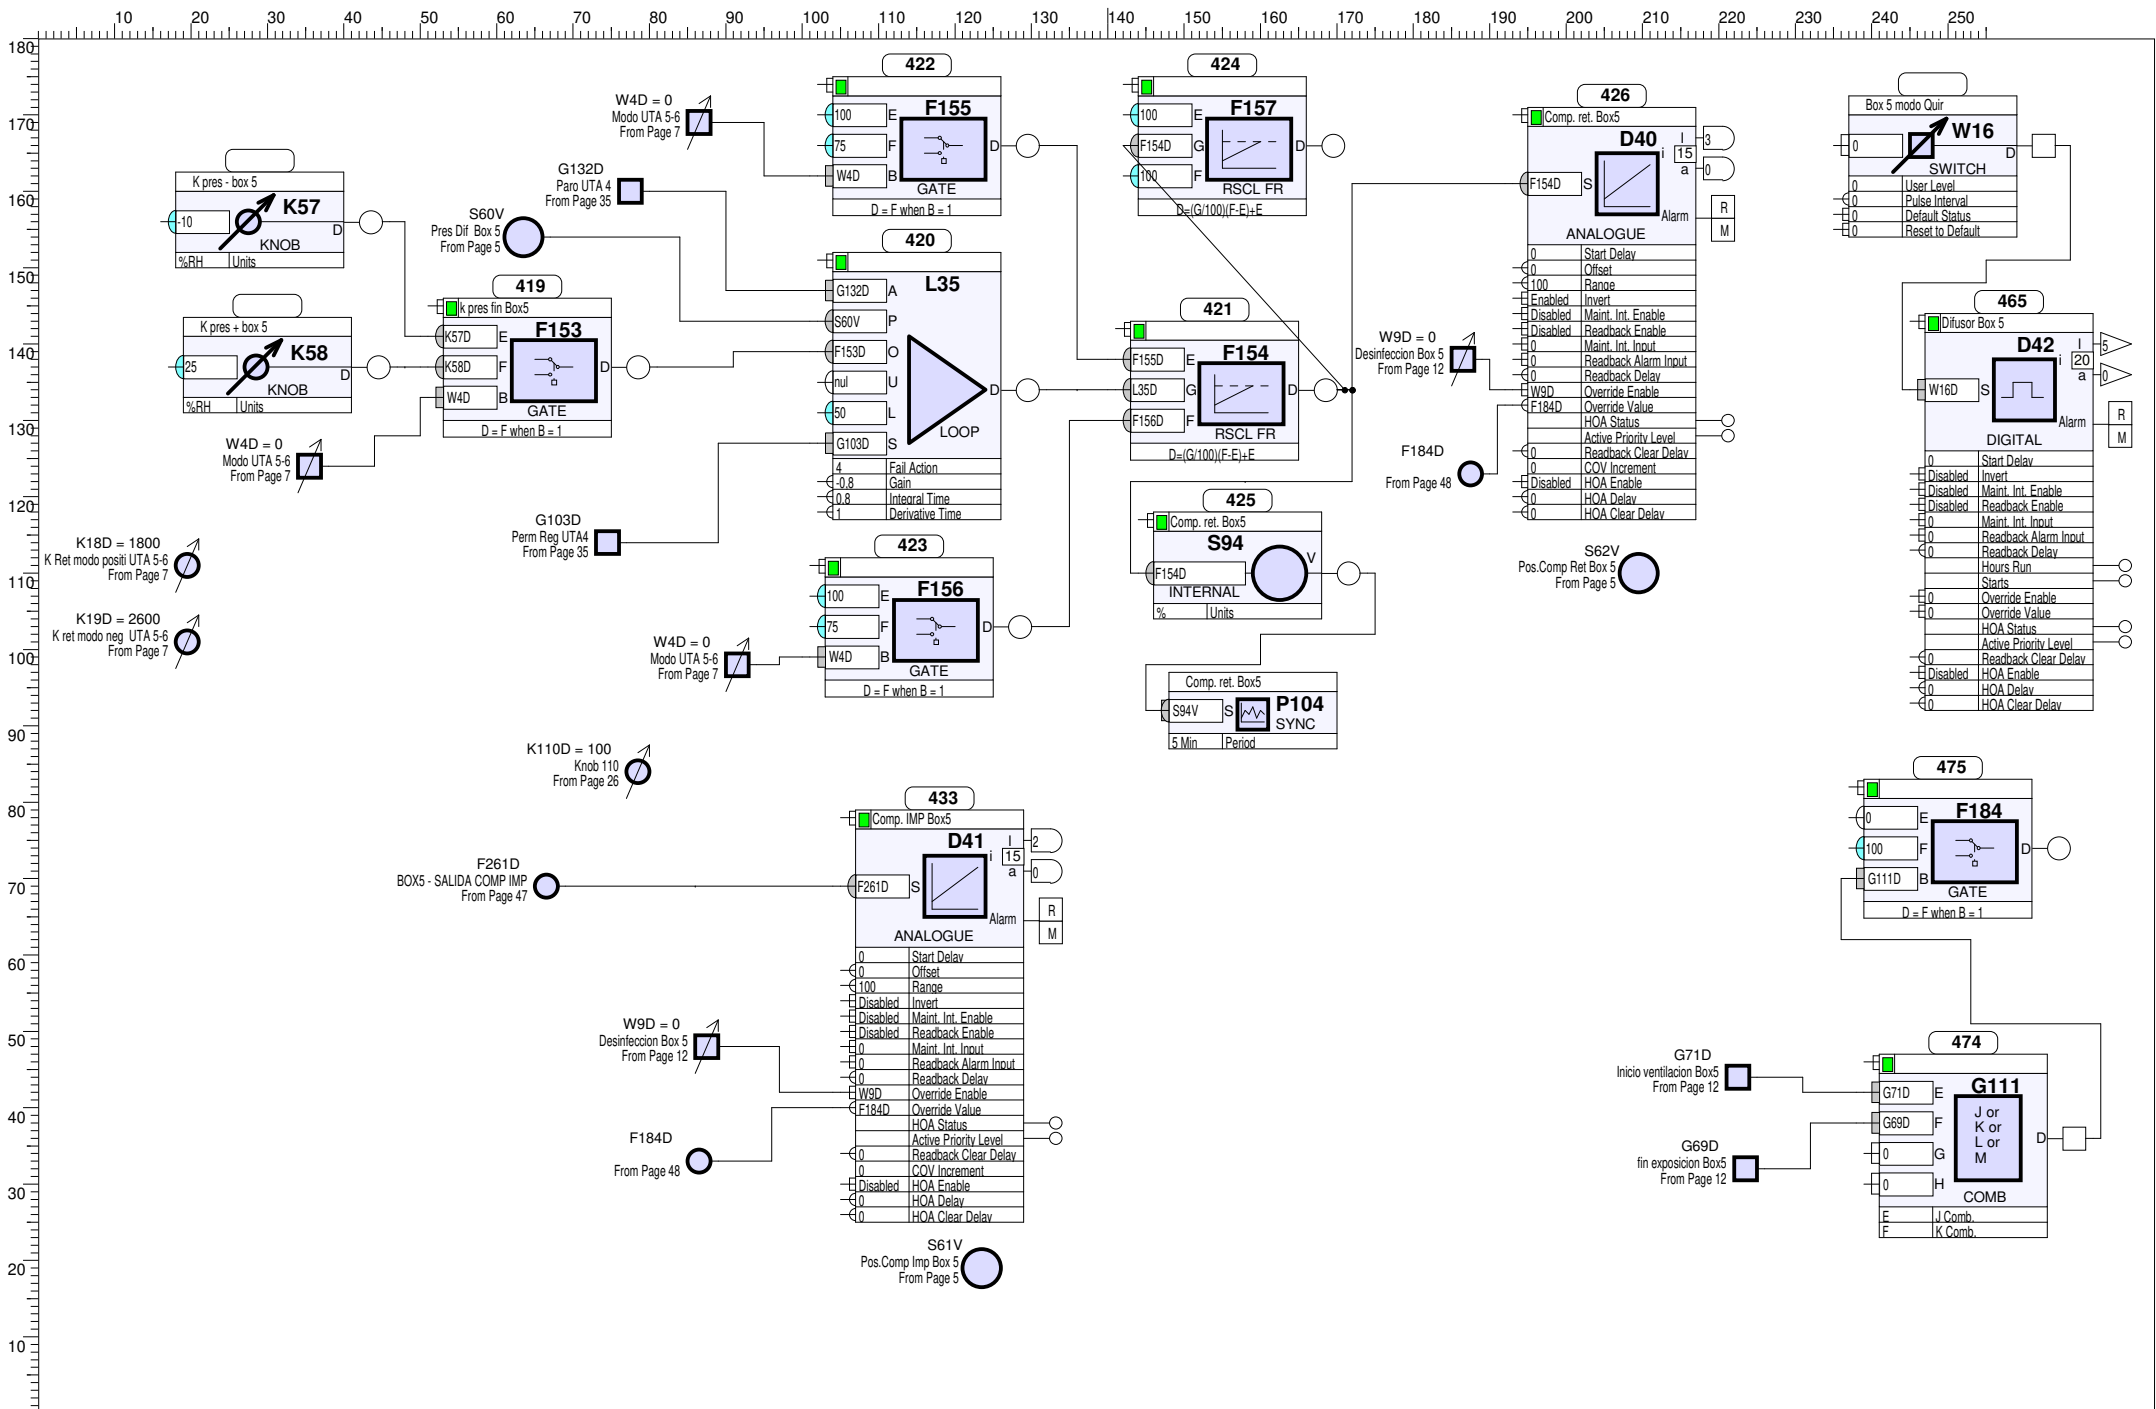 10 20 30 40 50 60 70 80 90 100 110 120 130 140 150 160 170 180 190 200 210 220 230 240 250
180
170
160
150
140
130
120
110
100
90
80
70
60
50
40
30
20
10
K pres - box 5
-10
K57
D
KNOB
%RH Units
K pres + box 5
25
K58
D
KNOB
%RH Units
W4D = 0
Modo UTA 5-6
From Page 7
K18D = 1800
K Ret modo positi UTA 5-6
From Page 7
K19D = 2600
K ret modo neg UTA 5-6
From Page 7
419
k pres fin Box5
F153
K57D E
K58D F
W4D B
D
GATE
D = F when B = 1
W4D = 0
Modo UTA 5-6
From Page 7
G132D
Paro UTA 4
From Page 35
S60V
Pres Dif Box 5
From Page 5
G103D
Perm Reg UTA4
From Page 35
W4D = 0
Modo UTA 5-6
From Page 7
K110D = 100
Knob 110
From Page 26
422
F155
100 E
75 F
W4D B
D
GATE
D = F when B = 1
420
L35
G132D A
S60V P
F153D O
nul U
50 L
G103D S
D
LOOP
4 Fail Action
-0.8 Gain
0.8 Integral Time
1 Derivative Time
423
F156
100 E
75 F
W4D B
D
GATE
D = F when B = 1
424
F157
100 E
F154D G
100 F
D
RSCL FR
D=(G/100)(F-E)+E
421
F154
F155D E
L35D G
F156D F
D
RSCL FR
D=(G/100)(F-E)+E
425
Comp. ret. Box5
S94
F154D
V
INTERNAL
% Units
Comp. ret. Box5
S94V S
P104
SYNC
5 Min Period
W9D = 0
Desinfeccion Box 5
From Page 12
F184D
From Page 48
426
Comp. ret. Box5
D40
F154D S
I 3
i 15
a 0
Alarm
R
M
ANALOGUE
0 Start Delay
0 Offset
100 Range
Enabled Invert
Disabled Maint. Int. Enable
Disabled Readback Enable
0 Maint. Int. Input
0 Readback Alarm Input
0 Readback Delay
W9D Override Enable
F184D Override Value
HOA Status
Active Priority Level
0 Readback Clear Delay
0 COV Increment
Disabled HOA Enable
0 HOA Delay
0 HOA Clear Delay
S62V
Pos.Comp Ret Box 5
From Page 5
Box 5 modo Quir
0
W16
D
SWITCH
0 User Level
0 Pulse Interval
0 Default Status
0 Reset to Default
465
Difusor Box 5
D42
W16D S
I 5
i 20
a 0
Alarm
R
M
DIGITAL
0 Start Delay
Disabled Invert
Disabled Maint. Int. Enable
Disabled Readback Enable
0 Maint. Int. Input
0 Readback Alarm Input
0 Readback Delay
Hours Run
Starts
0 Override Enable
0 Override Value
HOA Status
Active Priority Level
0 Readback Clear Delay
Disabled HOA Enable
0 HOA Delay
0 HOA Clear Delay
F261D
BOX5 - SALIDA COMP IMP
From Page 47
W9D = 0
Desinfeccion Box 5
From Page 12
F184D
From Page 48
433
Comp. IMP Box5
D41
F261D S
I 2
i 15
a 0
Alarm
R
M
ANALOGUE
0 Start Delay
0 Offset
100 Range
Disabled Invert
Disabled Maint. Int. Enable
Disabled Readback Enable
0 Maint. Int. Input
0 Readback Alarm Input
0 Readback Delay
W9D Override Enable
F184D Override Value
HOA Status
Active Priority Level
0 Readback Clear Delay
0 COV Increment
Disabled HOA Enable
0 HOA Delay
0 HOA Clear Delay
S61V
Pos.Comp Imp Box 5
From Page 5
475
F184
0 E
100 F
G111D B
D
GATE
D = F when B = 1
G71D
Inicio ventilacion Box5
From Page 12
G69D
fin exposicion Box5
From Page 12
474
G111
G71D E
G69D F
0 G
0 H
J or
K or
L or
M
D
COMB
E J Comb.
F K Comb.